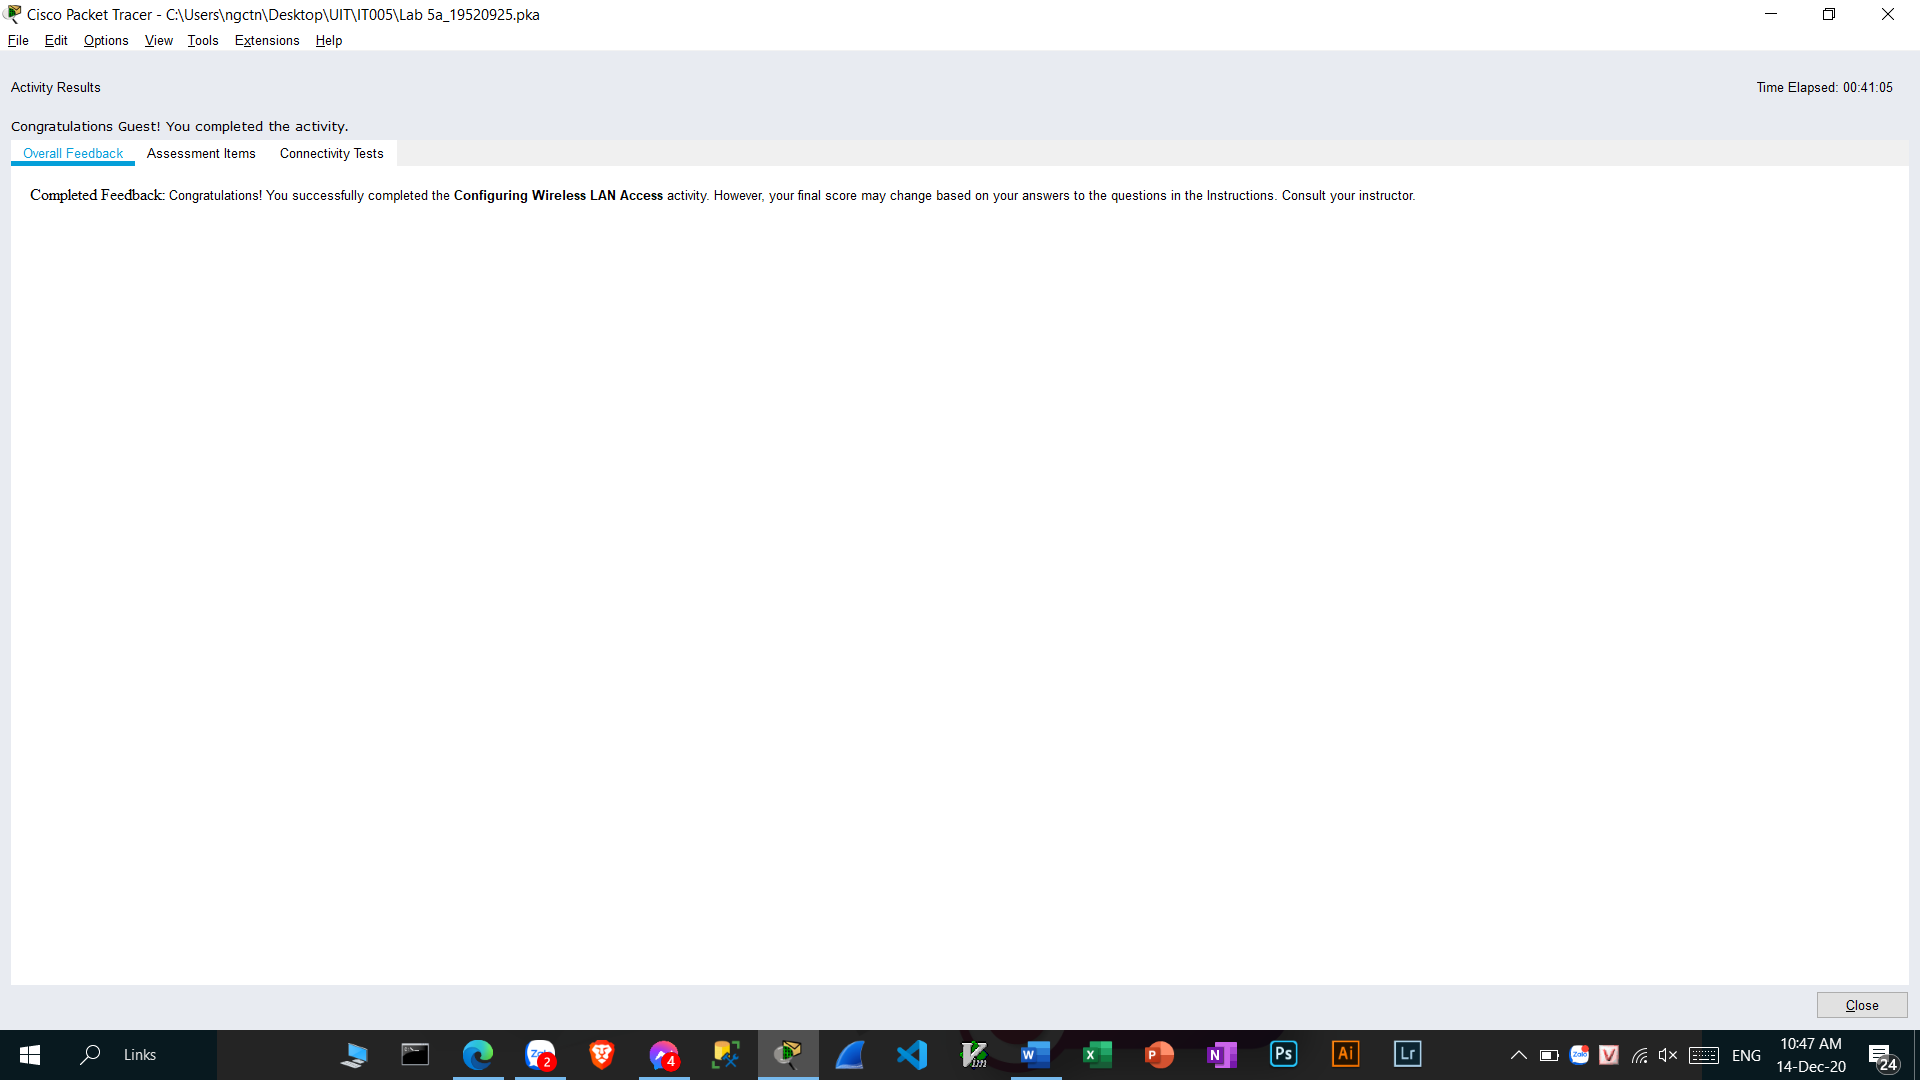 Cisco Packet Tracer - C:\Users\ngctn\Desktop\UIT\IT005\Lab 5a_19520925.pka
File Edit Options View Tools Extensions Help
Activity Results
Time Elapsed: 00:41:05
Congratulations Guest! You completed the activity.
Overall Feedback Assessment Items Connectivity Tests
Completed Feedback: Congratulations! You successfully completed the Configuring Wireless LAN Access activity. However, your final score may change based on your answers to the questions in the Instructions. Consult your instructor.
Close
Links
2
4
W
X
P
N
Ps
Ai
Lr
Zalo
V
ENG
10:47 AM
14-Dec-20
24